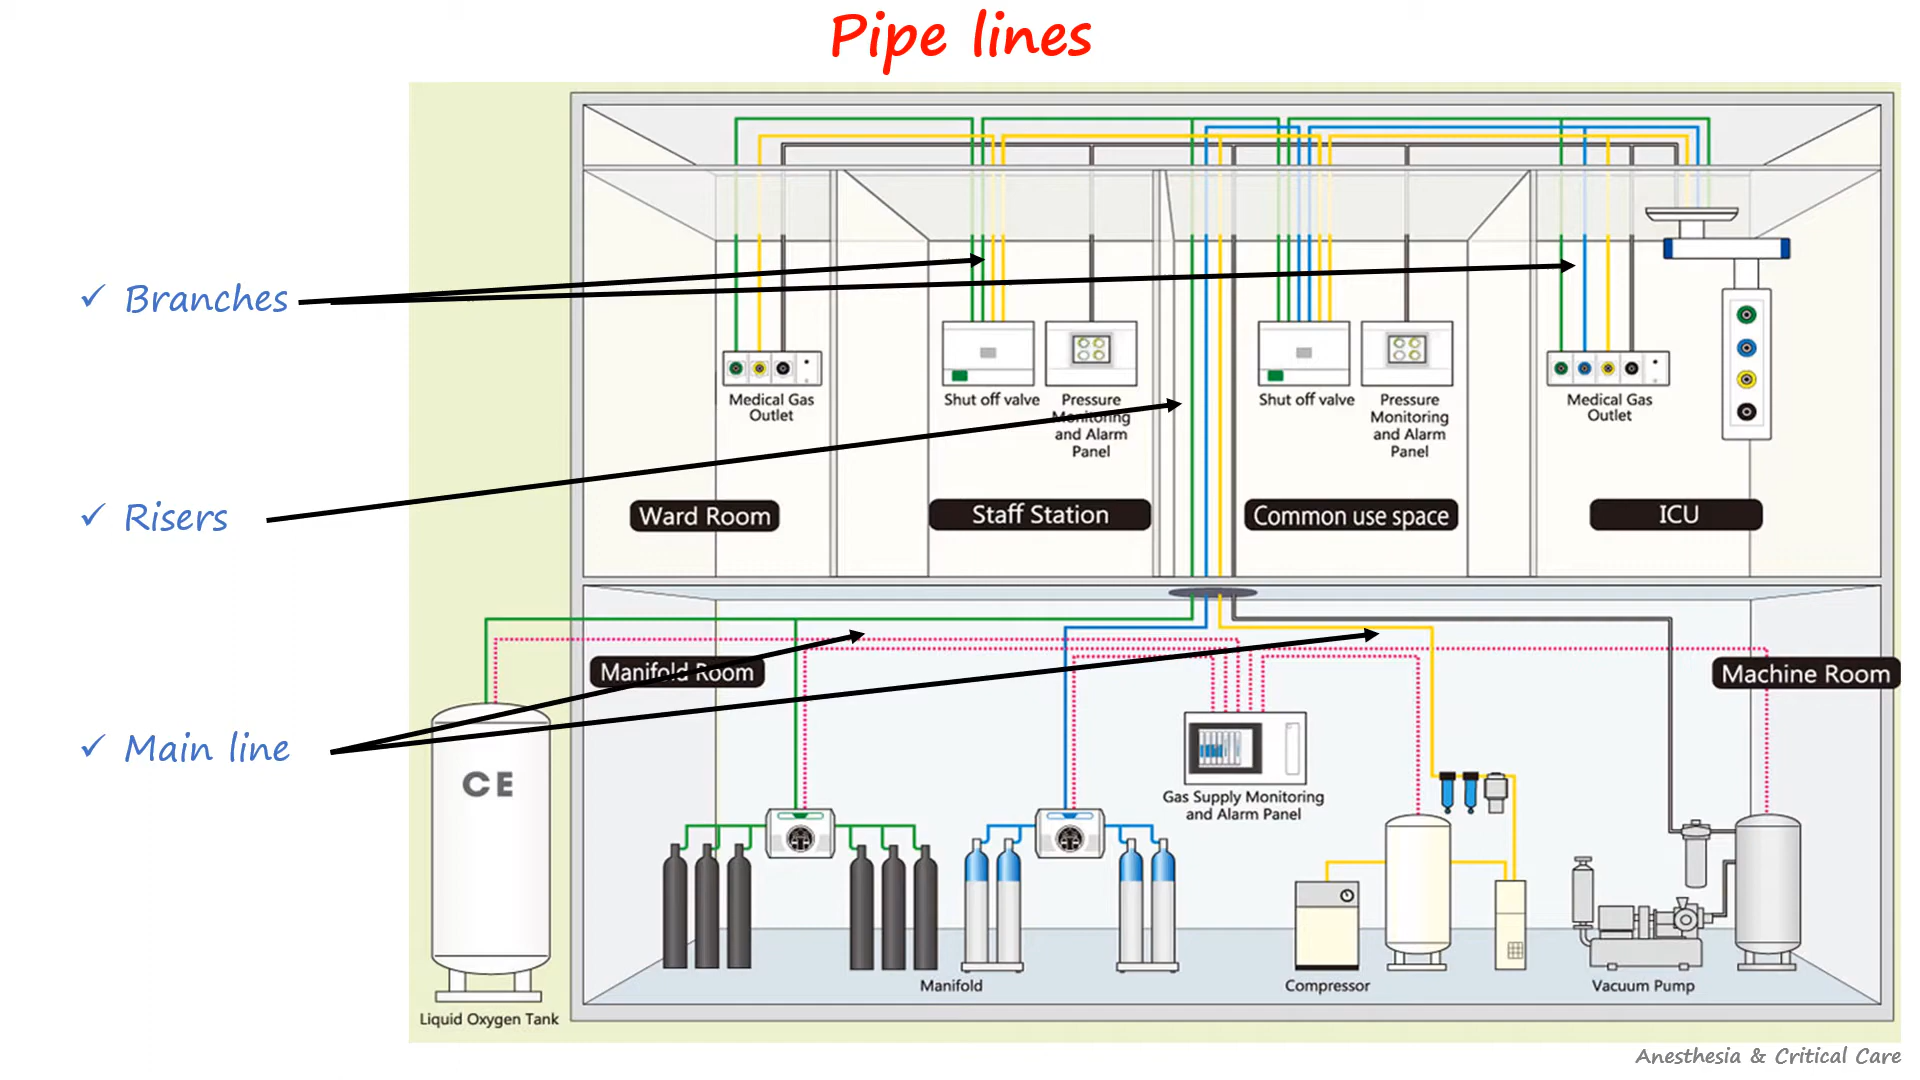 Pipe lines
✓ Branches
✓ Risers
✓ Main line
Medical Gas
Outlet
Shut off valve
Pressure
Monitoring
and Alarm
Panel
Shut off valve
Pressure
Monitoring
and Alarm
Panel
Medical Gas
Outlet
Ward Room
Staff Station
Common use space
ICU
Manifold Room
Machine Room
CE
Gas Supply Monitoring
and Alarm Panel
Manifold
Compressor
Vacuum Pump
Liquid Oxygen Tank
Anesthesia & Critical Care